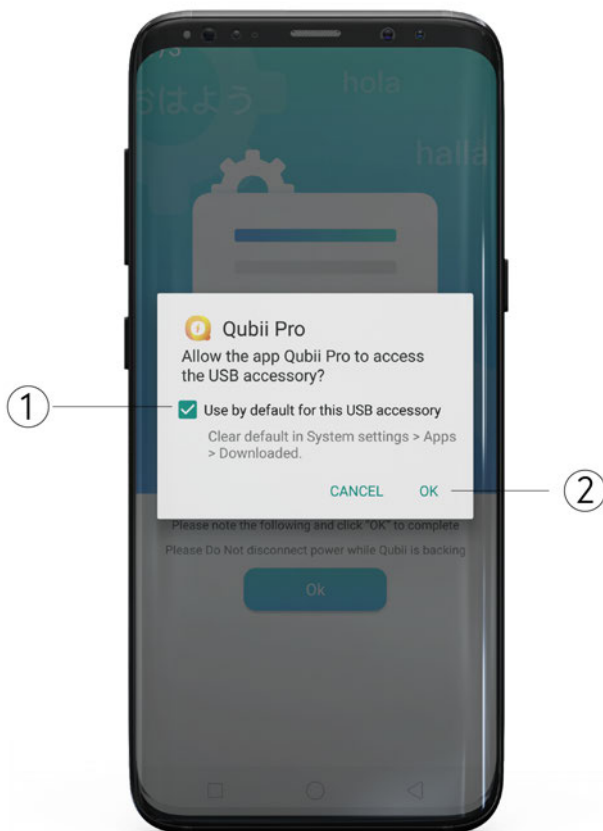 おはよう
hola
halla
Qubii Pro
Allow the app Qubii Pro to access
the USB accessory?
① Use by default for this USB accessory
Clear default in System settings > Apps
> Downloaded.
CANCEL OK ②
Please note the following and click "OK" to complete
Please Do Not disconnect power while Qubii is backing
Ok